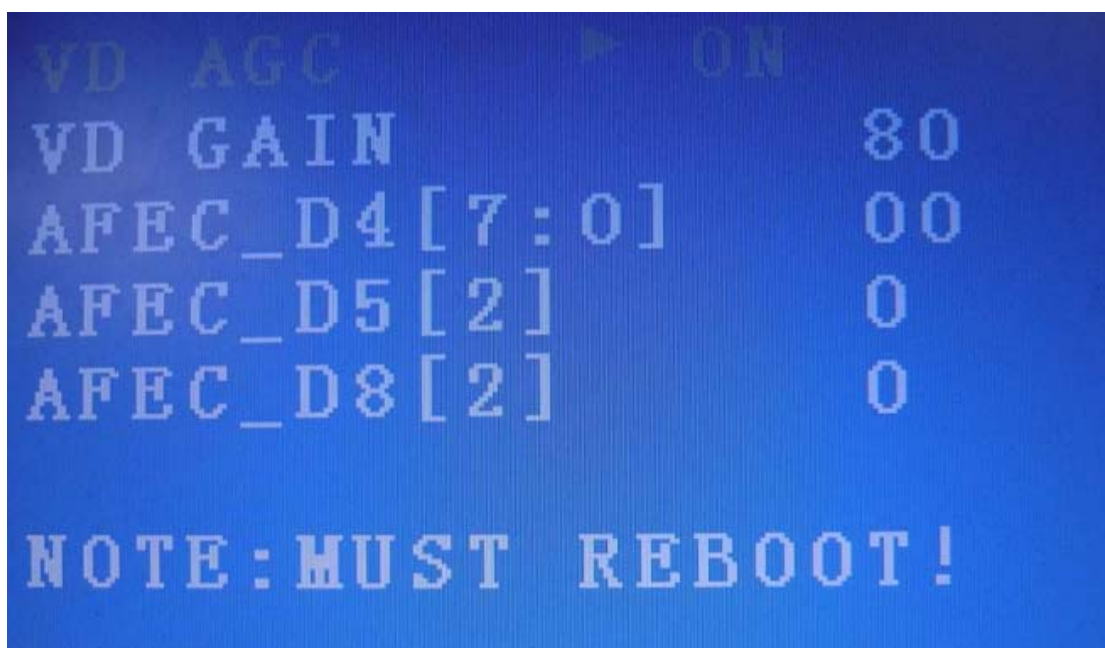 VD AGC ▶ ON
VD GAIN 80
AFEC_D4[7:0] 00
AFEC_D5[2] 0
AFEC_D8[2] 0
NOTE:MUST REBOOT!